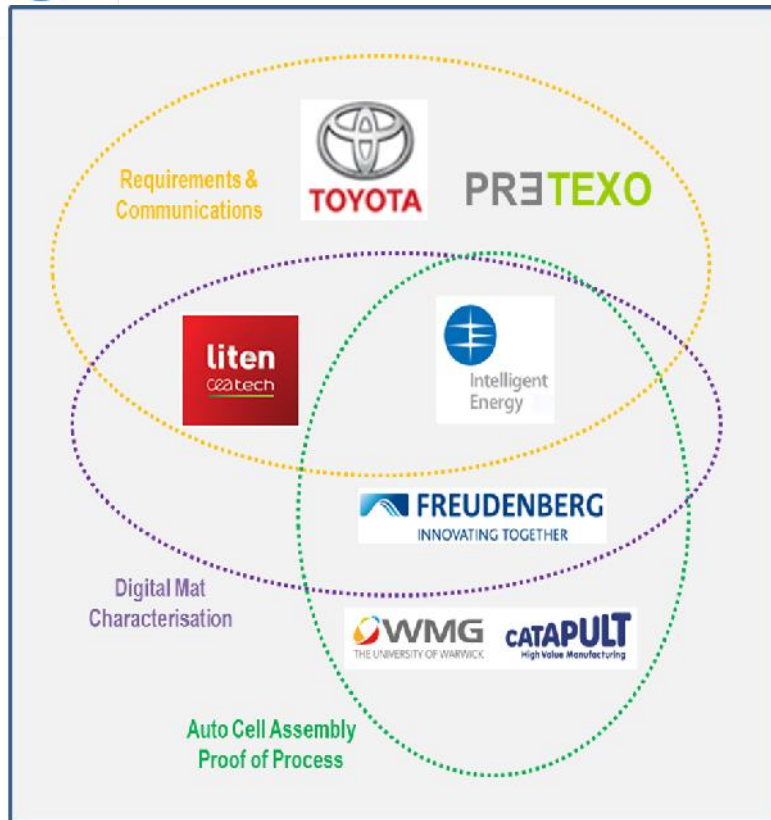 Requirements &
Communications
TOYOTA
PRƎTEXO
liten
ceatech
Intelligent
Energy
FREUDENBERG
INNOVATING TOGETHER
Digital Mat
Characterisation
WMG
THE UNIVERSITY OF WARWICK
CATAPULT
High Value Manufacturing
Auto Cell Assembly
Proof of Process